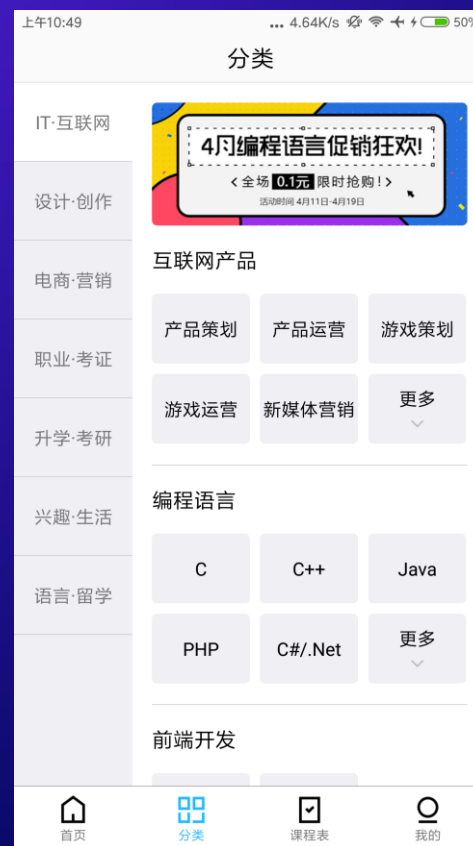 上午10:49
... 4.64K/s 50%
分类
IT·互联网
设计·创作
电商·营销
职业·考证
升学·考研
兴趣·生活
语言·留学
4月编程语言促销狂欢!
<全场 0.1元 限时抢购!>
活动时间 4月11日-4月19日
互联网产品
产品策划 产品运营 游戏策划
游戏运营 新媒体营销 更多
编程语言
C C++ Java
PHP C#/.Net 更多
前端开发
首页 分类 课程表 我的